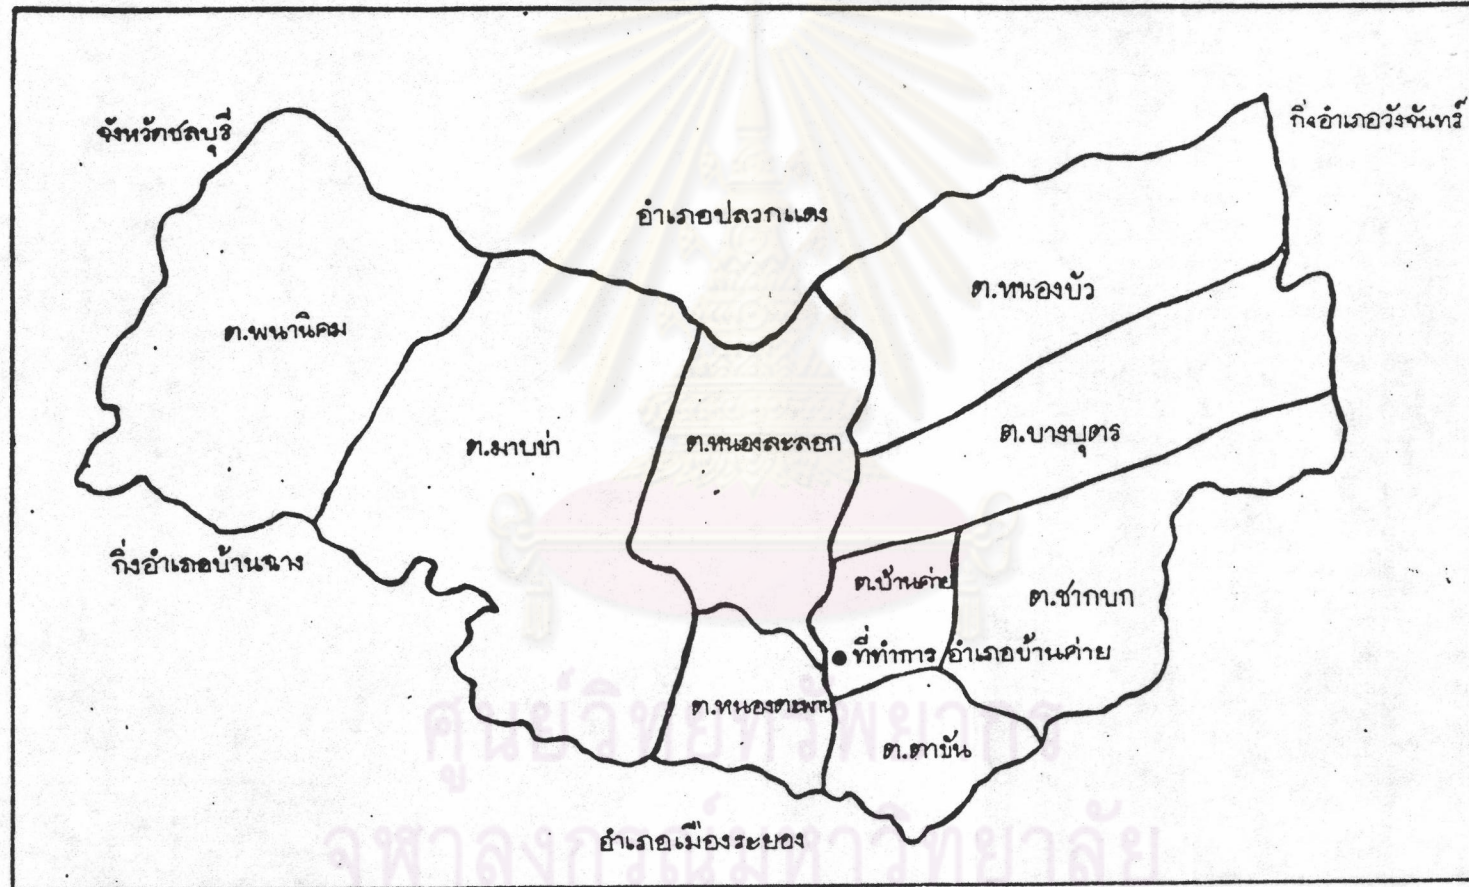 จังหวัดชลบุรี
กิ่งอำเภอวังจันทร์
อำเภอปลวกแดง
ต.หนองบัว
ต.พนานิคม
ต.มาบข่า
ต.หนองละลอก
ต.บางบุตร
กิ่งอำเภอบ้านฉาง
ต.บ้านค่าย
ต.ชากบก
ที่ทำการ อำเภอบ้านค่าย
ต.หนองตะพาน
ต.ตาขัน
อำเภอเมืองระยอง
ศูนย์วิทยทรัพยากร
จุฬาลงกรณ์มหาวิทยาลัย